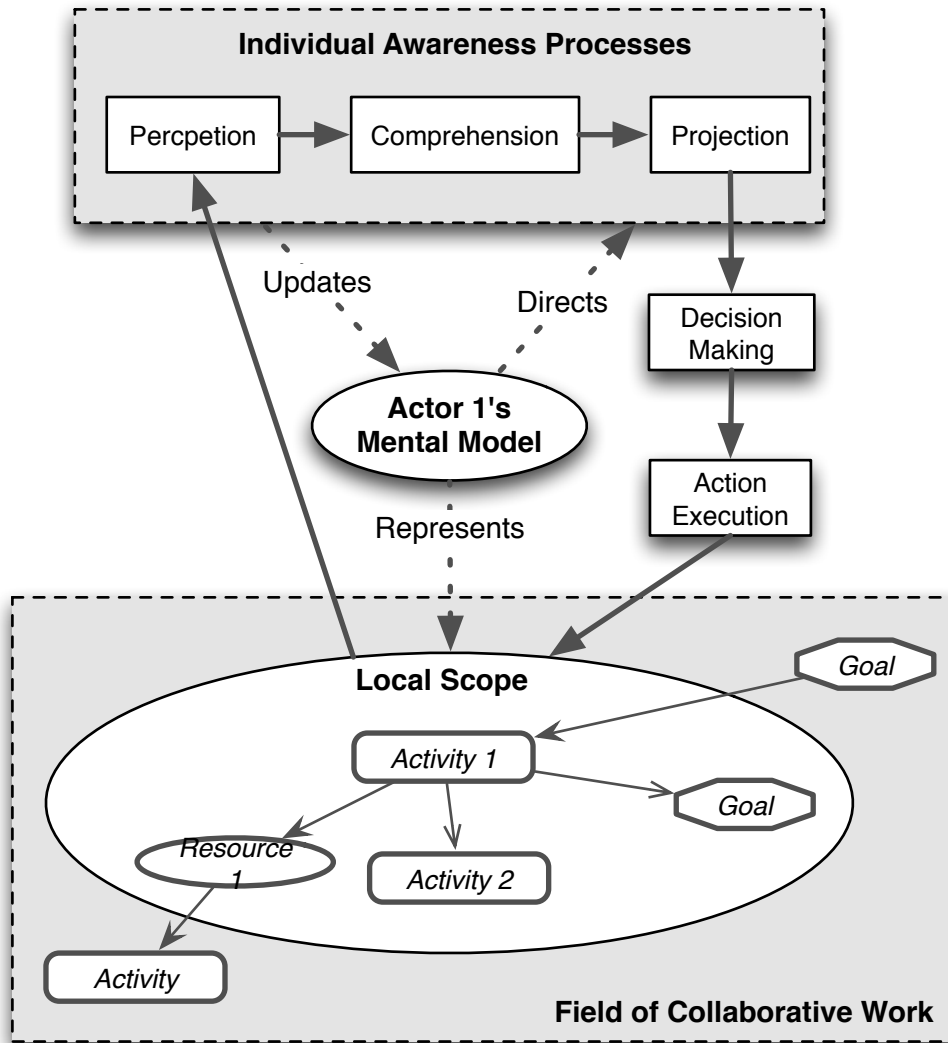 Individual Awareness Processes
Percpetion
Comprehension
Projection
Updates
Directs
Decision
Making
Actor 1's
Mental Model
Action
Execution
Represents
Local Scope
Goal
Activity 1
Goal
Resource
1
Activity 2
Activity
Field of Collaborative Work